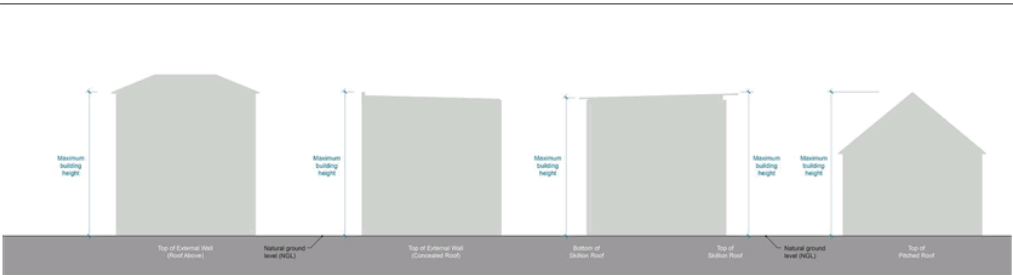 Maximum
building
height
Maximum
building
height
Maximum
building
height
Maximum
building
height
Maximum
building
height
Top of External Wall
(Roof Above)
Natural ground
level (NGL)
Top of External Wall
(Concealed Roof)
Bottom of
Skillion Roof
Top of
Skillion Roof
Natural ground
level (NGL)
Top of
Pitched Roof